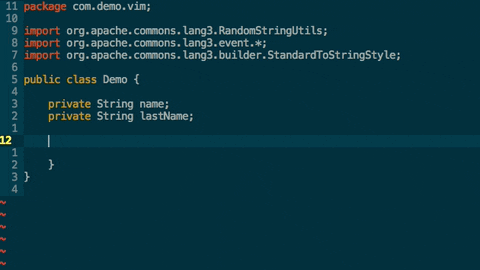 11 package com.demo.vim;
10
9 import org.apache.commons.lang3.RandomStringUtils;
8 import org.apache.commons.lang3.event.*;
7 import org.apache.commons.lang3.builder.StandardToStringStyle;
6
5 public class Demo {
4
3     private String name;
2     private String lastName;
1
12
1
2     }
3 }
4
~
~
~
~
~
~